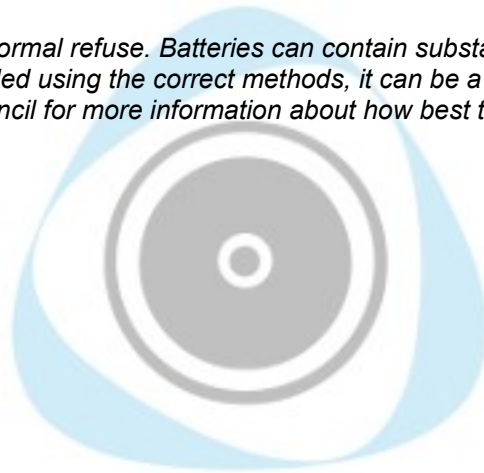 ormal refuse. Batteries can contain substa
ed using the correct methods, it can be a
ncil for more information about how best t